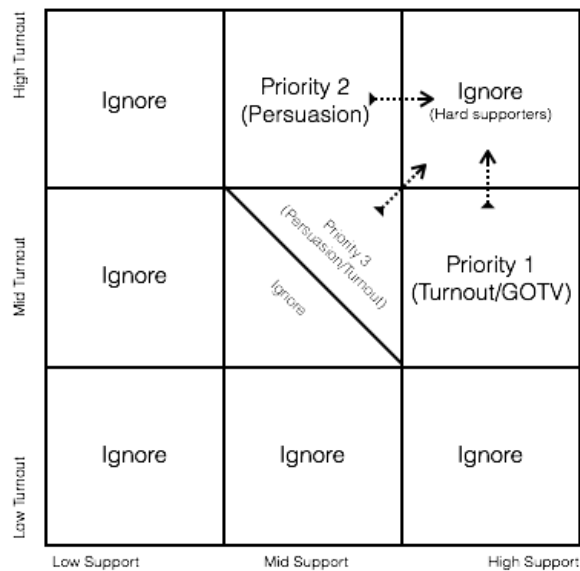 High Turnout
Ignore
Priority 2
(Persuasion)
Ignore
(Hard supporters)
Mid Turnout
Ignore
Priority 3
(Persuasion/Turnout)
Ignore
Priority 1
(Turnout/GOTV)
Low Turnout
Ignore
Ignore
Ignore
Low Support
Mid Support
High Support